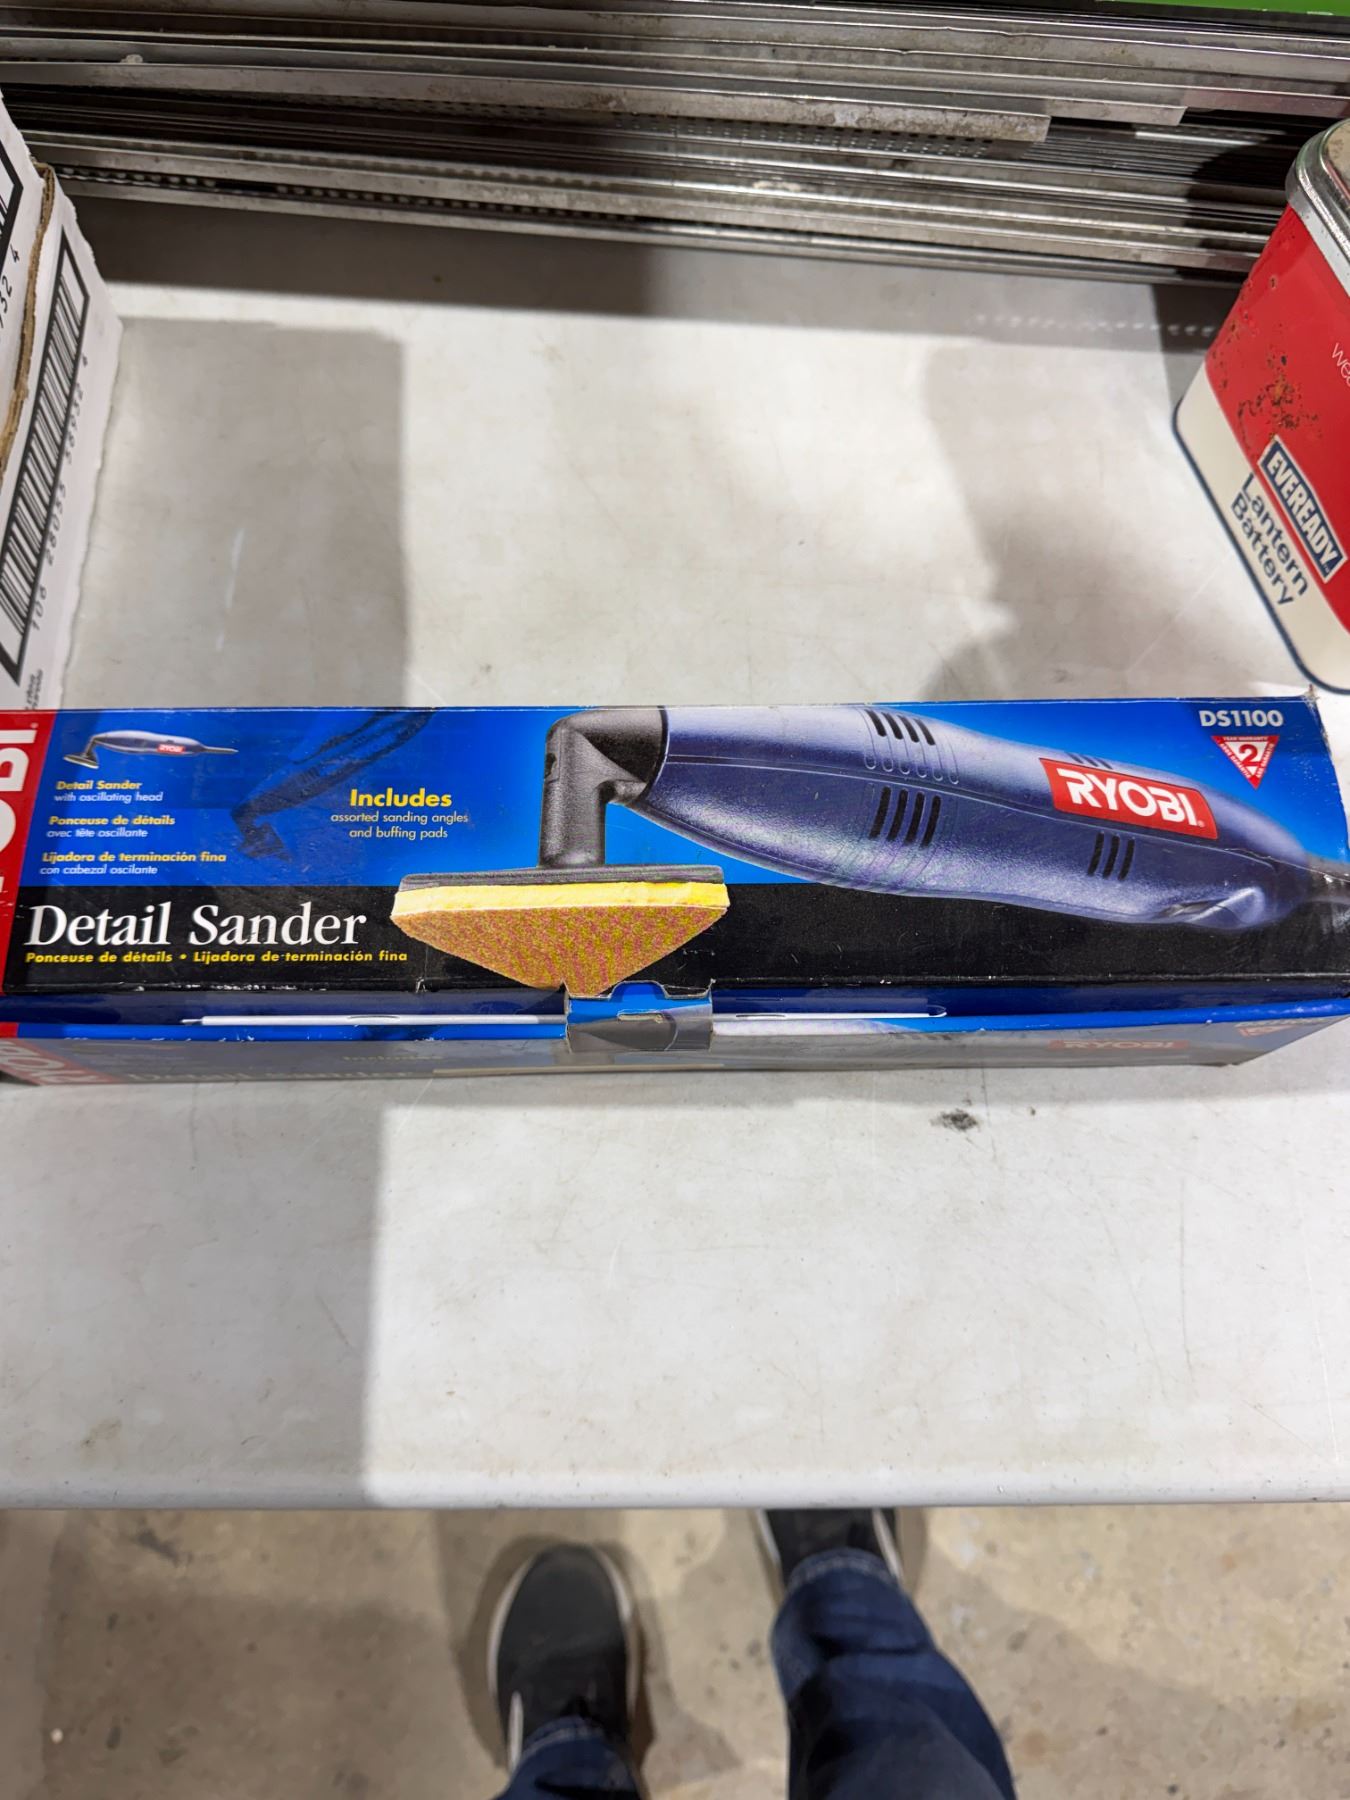 RYOBI
Detail Sander
with oscillating head
Ponceuse de détails
avec tête oscillante
Lijadora de terminación fina
con cabezal oscilante
Includes
assorted sanding angles
and buffing pads
DS1100
2
RYOBI
Detail Sander
Ponceuse de détails • Lijadora de terminación fina
EVEREADY
Lantern
Battery